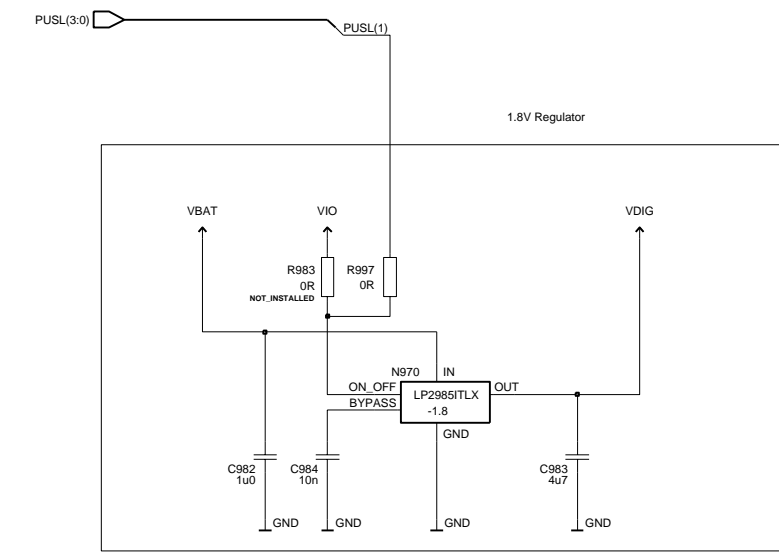 PUSL(3:0)
PUSL(1)
1.8V Regulator
VBAT
VIO
VDIG
R983
0R
NOT_INSTALLED
R997
0R
N970
IN
ON_OFF
BYPASS
LP2985ITLX
-1.8
OUT
GND
C982
1u0
C984
10n
C983
4u7
GND
GND
GND
GND